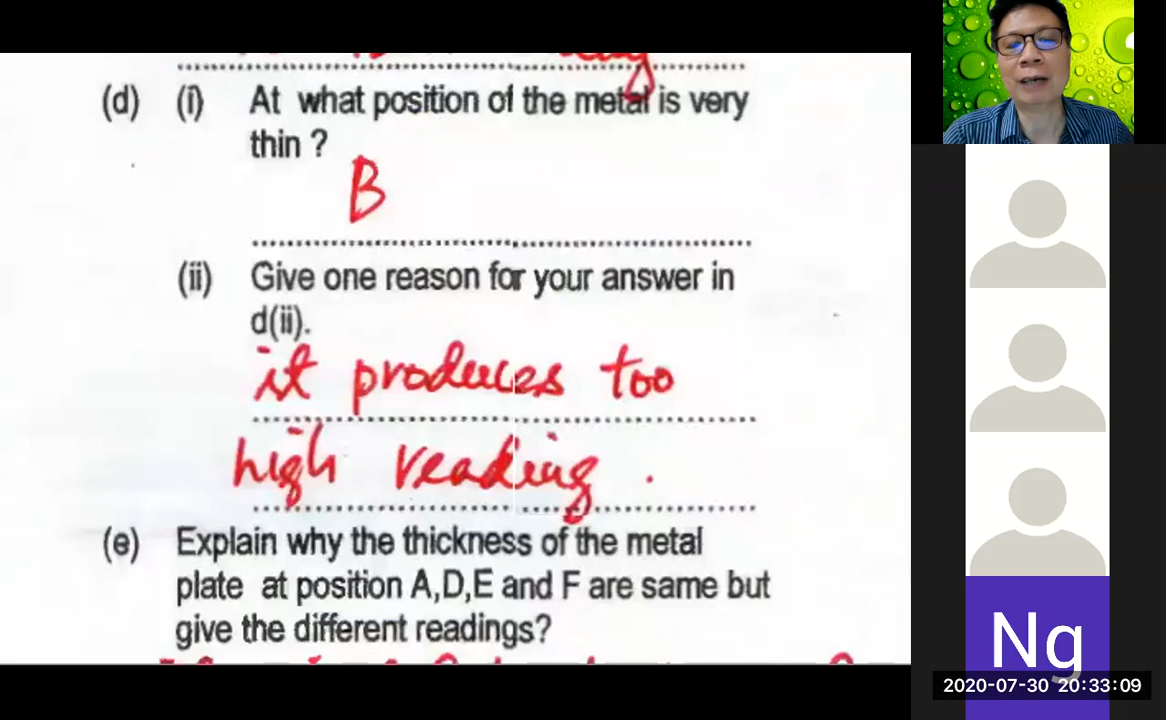 (d) (i) At what position of the metal is very
thin ?
B
(ii) Give one reason for your answer in
d(ii).
it produces too
high reading .
(e) Explain why the thickness of the metal
plate at position A,D,E and F are same but
give the different readings?
Ng
2020-07-30 20:33:09